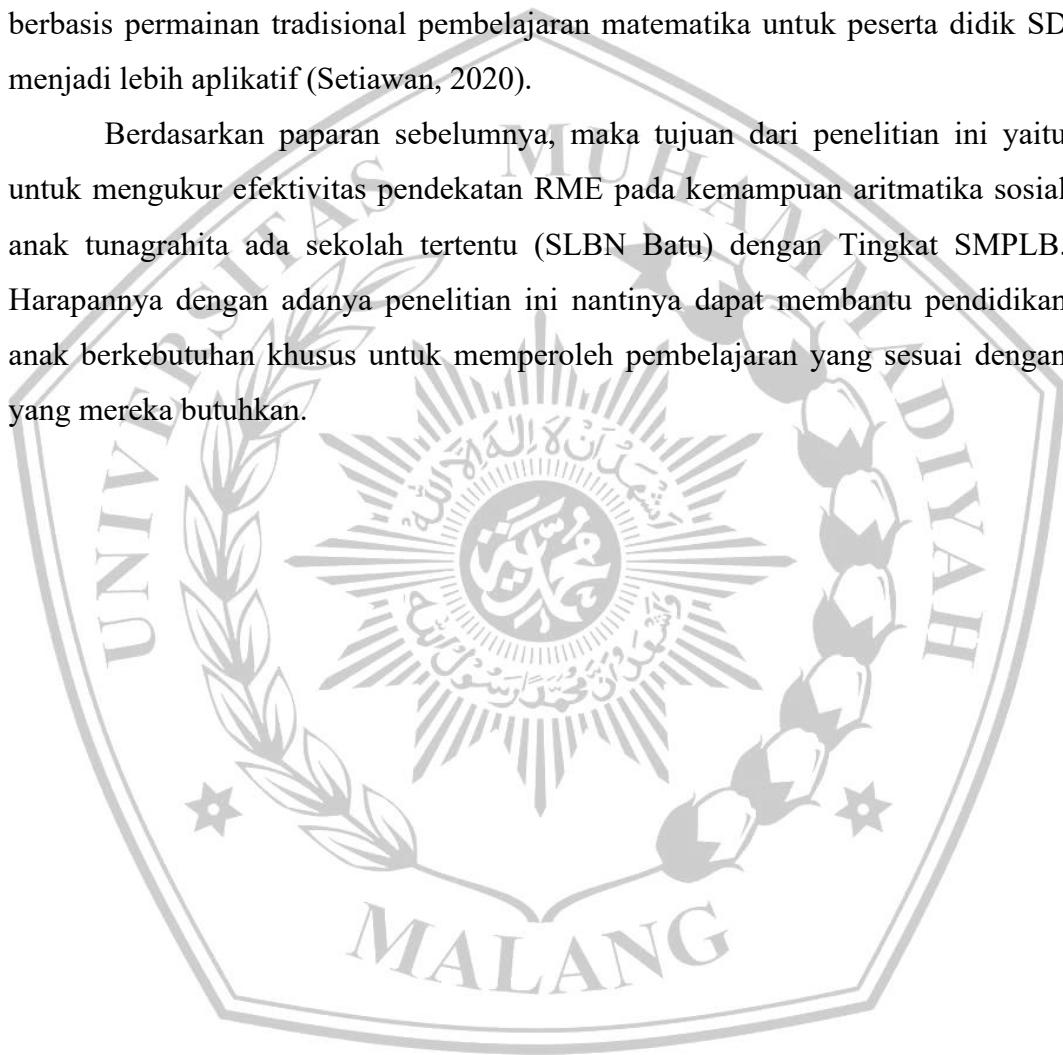 berbasis permainan tradisional pembelajaran matematika untuk peserta didik SD
menjadi lebih aplikatif (Setiawan, 2020).
Berdasarkan paparan sebelumnya, maka tujuan dari penelitian ini yaitu
untuk mengukur efektivitas pendekatan RME pada kemampuan aritmatika sosial
anak tunagrahita ada sekolah tertentu (SLBN Batu) dengan Tingkat SMPLB.
Harapannya dengan adanya penelitian ini nantinya dapat membantu pendidikan
anak berkebutuhan khusus untuk memperoleh pembelajaran yang sesuai dengan
yang mereka butuhkan.
UNIVERSITAS MUHAMMADIYAH
MALANG